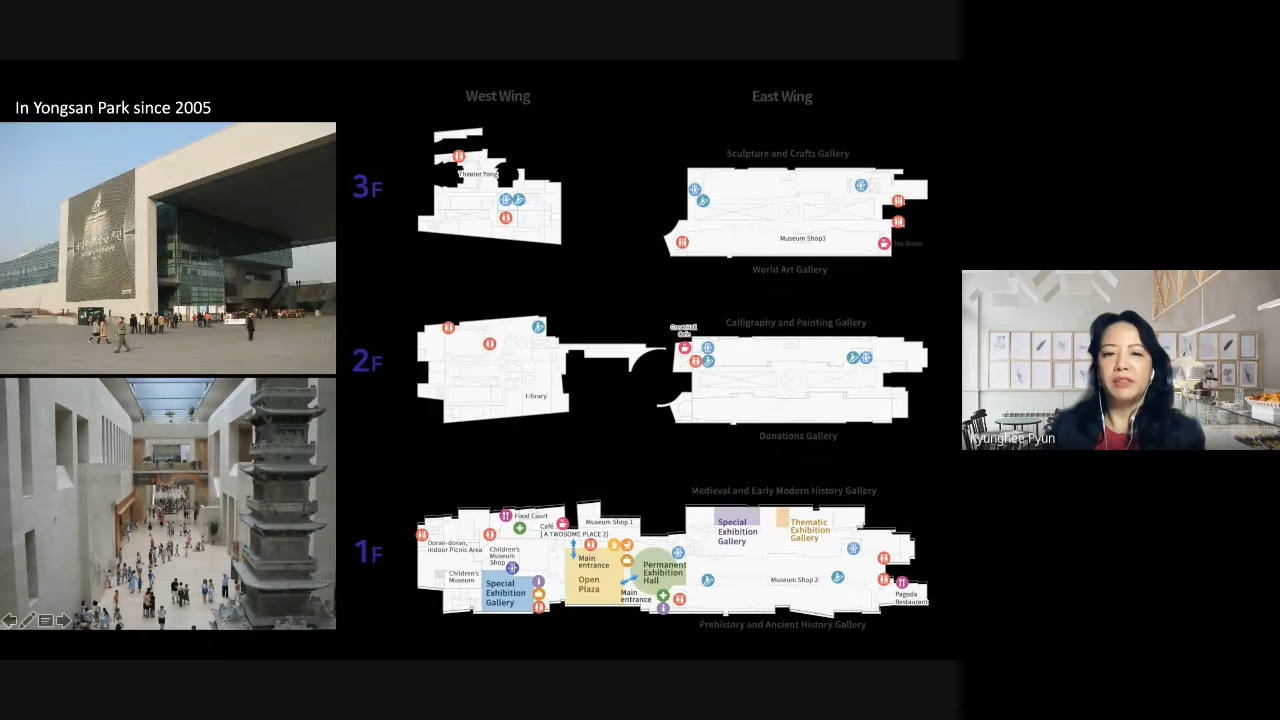 In Yongsan Park since 2005
West Wing
East Wing
3F
Theater Yong
Sculpture and Crafts Gallery
Museum Shop3
Tea Room
World Art Gallery
2F
Library
Calligraphy and Painting Gallery
Donations Gallery
1F
Medieval and Early Modern History Gallery
Food Court
Café
[ A TWOSOME PLACE 2]
Museum Shop 1
Doran-doran,
Indoor Picnic Area
Children's
Museum
Shop
Children's
Museum
Special
Exhibition
Gallery
Main
entrance
Open
Plaza
Main
entrance
Permanent
Exhibition
Hall
Special
Exhibition
Gallery
Thematic
Exhibition
Gallery
Museum Shop 2
Pagoda
Restaurant
Prehistory and Ancient History Gallery
Kyunghee Pyun